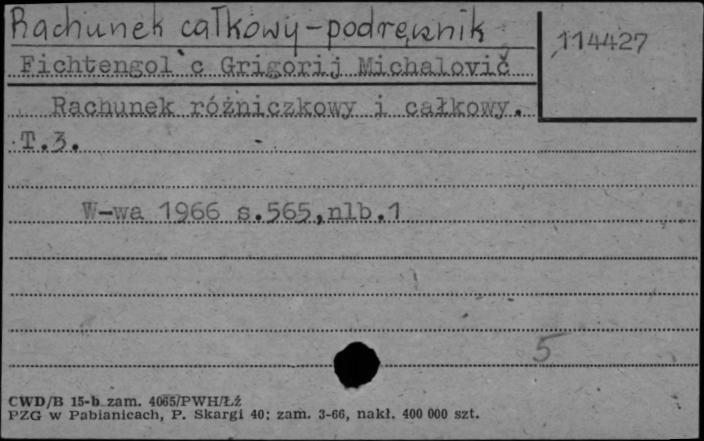 Rachunek całkowy-podręcznik
114427
Fichtengol'c Grigorij Michalovič
Rachunek różniczkowy i całkowy.
T.3.
W-wa 1966 s.565,nlb.1
5
CWD/B 15-b zam. 4065/PWH/Łź
PZG w Pabianicach, P. Skargi 40; zam. 3-66, nakł. 400 000 szt.